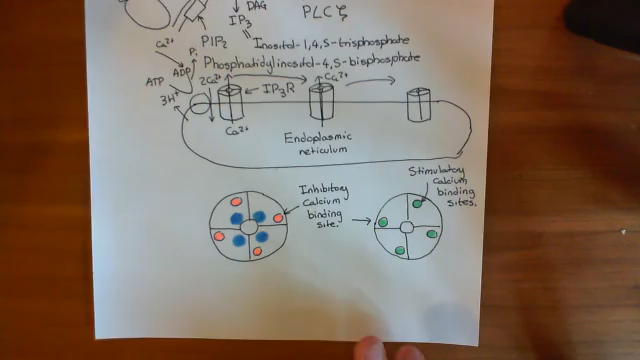 DAG
IP3
PLCζ
Ca2+
Pi
PIP2
Inositol-1,4,5-trisphosphate
Phosphatidylinositol-4,5-bisphosphate
ATP
ADP
2Ca2+
IP3R
Ca2+
3H+
Ca2+
Endoplasmic
reticulum
Inhibitory
Calcium
binding
site.
Stimulatory
Calcium
binding
sites.